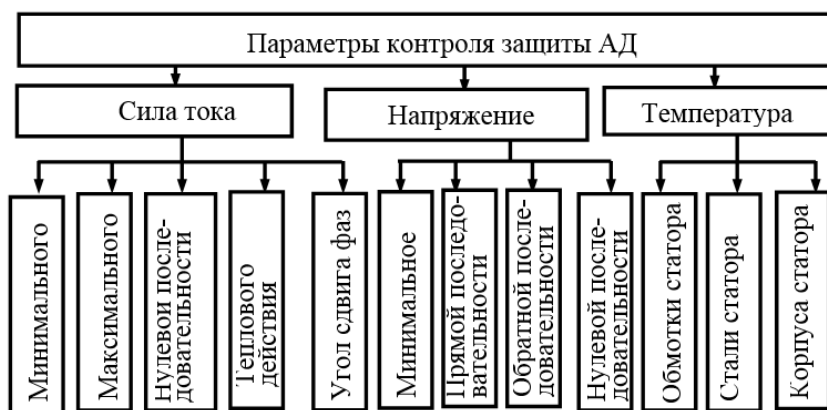 Параметры контроля защиты АД
Сила тока
Напряжение
Температура
Минимального
Максимального
Нулевои после-
довательности
Теплового
действия
Угол сдвига фаз
Минимальное
Прямой последо-
вательности
Обратной после-
довательности
Нулевой после-
довательности
Обмотки статора
Стали статора
Корпуса статора